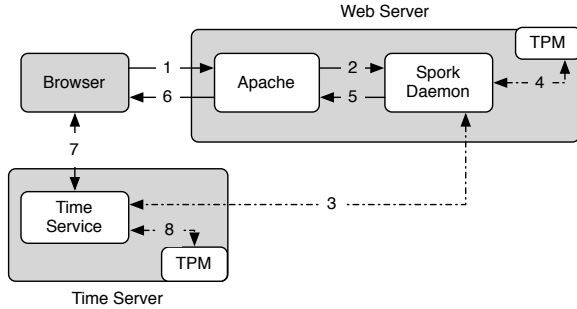 Web Server
TPM
Browser
1
Apache
2
Spork
Daemon
4
6
5
7
3
Time
Service
8
TPM
Time Server